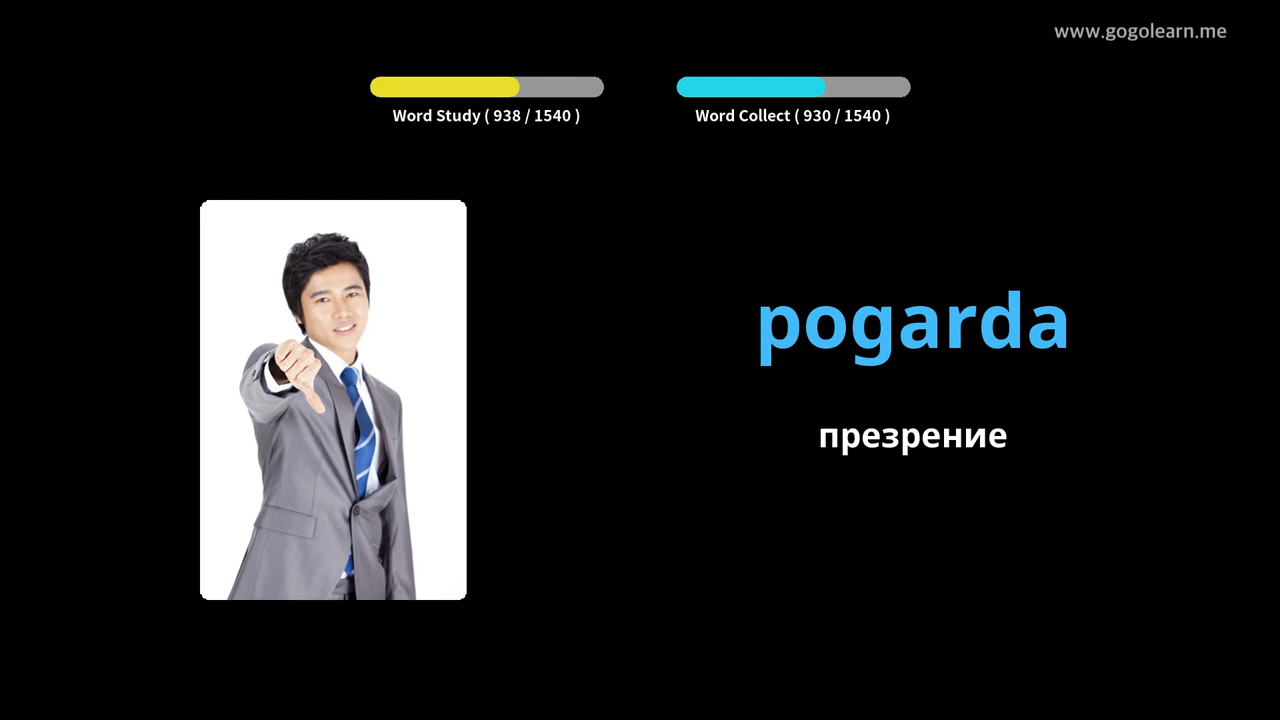 www.gogolearn.me
Word Study ( 938 / 1540 )
Word Collect ( 930 / 1540 )
pogarda
презрение